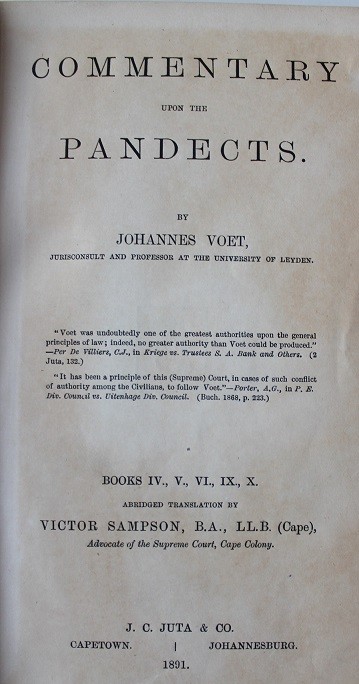 COMMENTARY
UPON THE
PANDECTS.
BY
JOHANNES VOET,
JURISCONSULT AND PROFESSOR AT THE UNIVERSITY OF LEYDEN.
"Voet was undoubtedly one of the greatest authorities upon the general
principles of law; indeed, no greater authority than Voet could be produced."
—Per De Villiers, C.J., in Kriege vs. Trustees S. A. Bank and Others. (2
Juta, 132.)
"It has been a principle of this (Supreme) Court, in cases of such conflict
of authority among the Civilians, to follow Voet."—Porter, A.G., in P. E.
Div. Council vs. Uitenhage Div. Council. (Buch. 1868, p. 223.)
BOOKS IV., V., VI., IX., X.
ABRIDGED TRANSLATION BY
VICTOR SAMPSON, B.A., LL.B. (Cape),
Advocate of the Supreme Court, Cape Colony.
J. C. JUTA & CO.
CAPETOWN. | JOHANNESBURG.
1891.